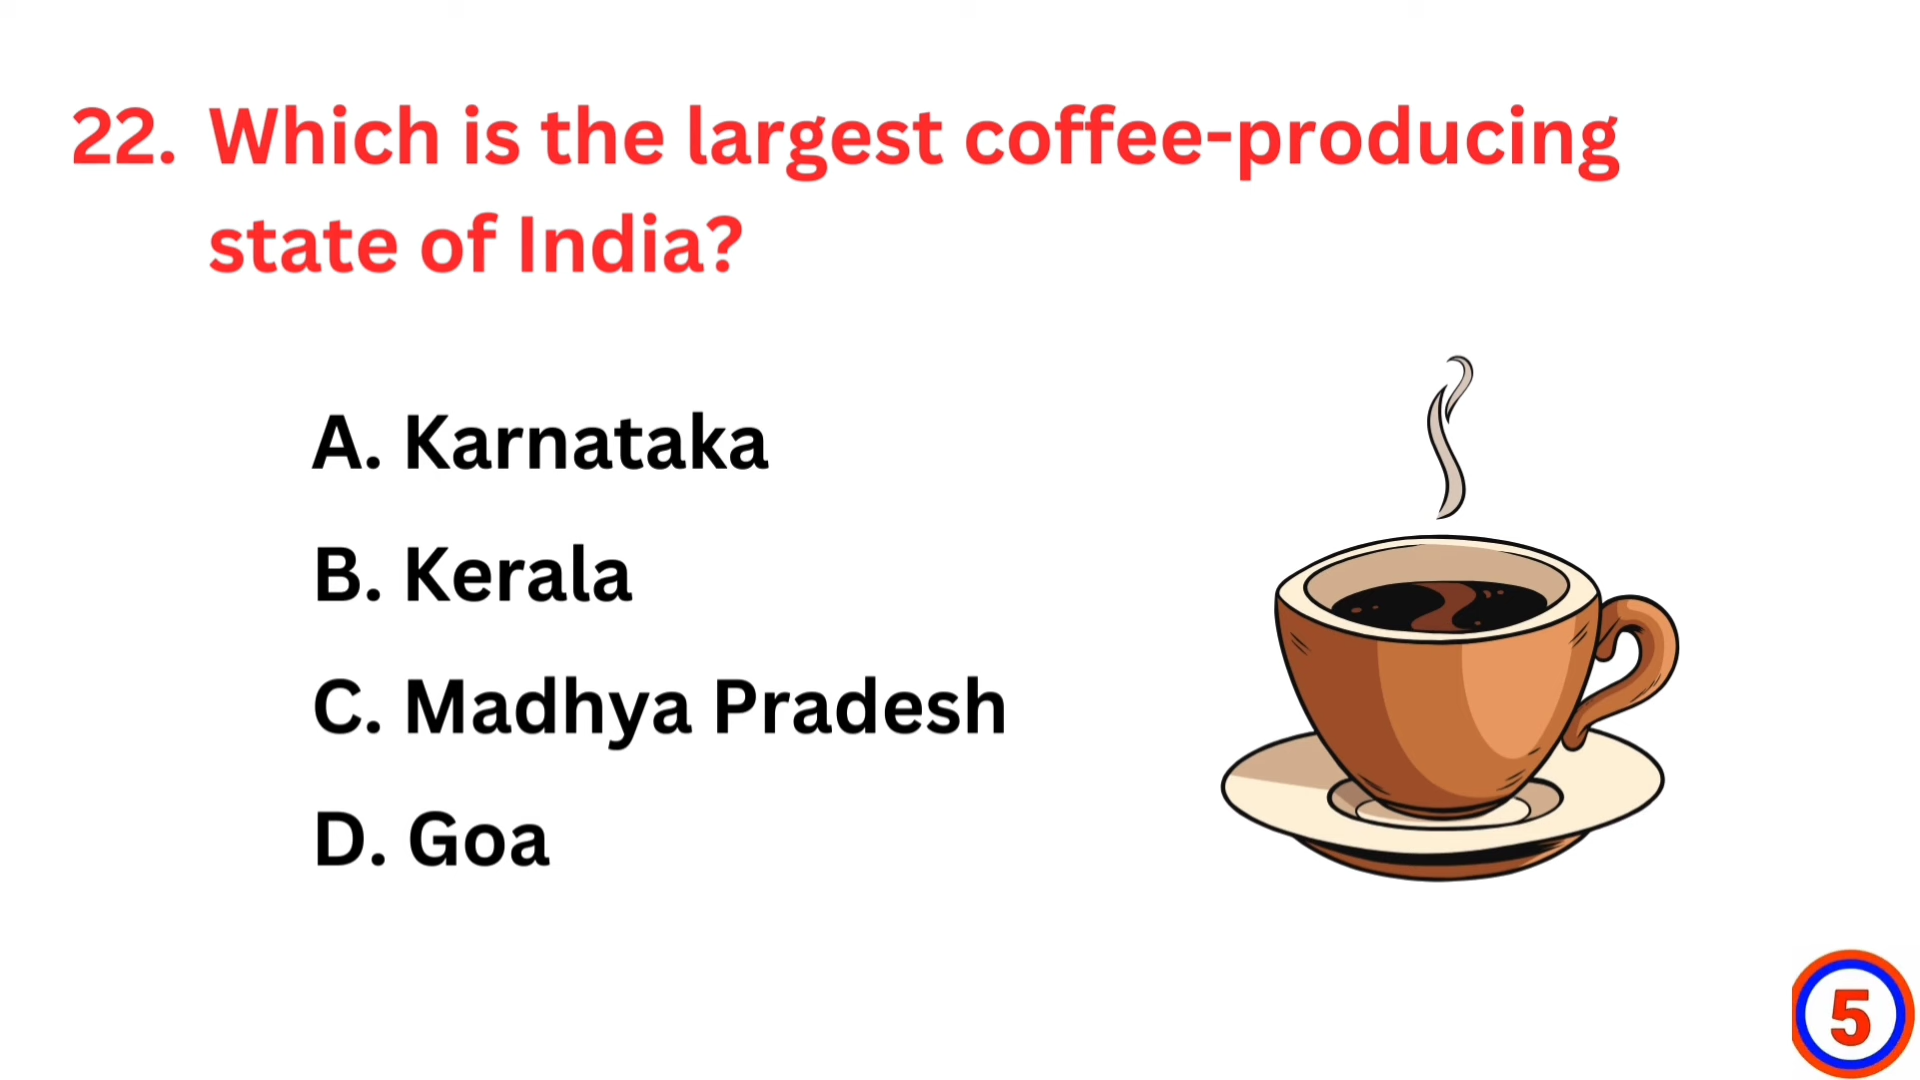 22. Which is the largest coffee-producing
state of India?
A. Karnataka
B. Kerala
C. Madhya Pradesh
D. Goa
5